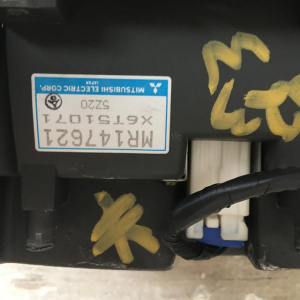 MITSUBISHI ELECTRIC CORP.
JAPAN
5Z20
X6T51071
MR147621